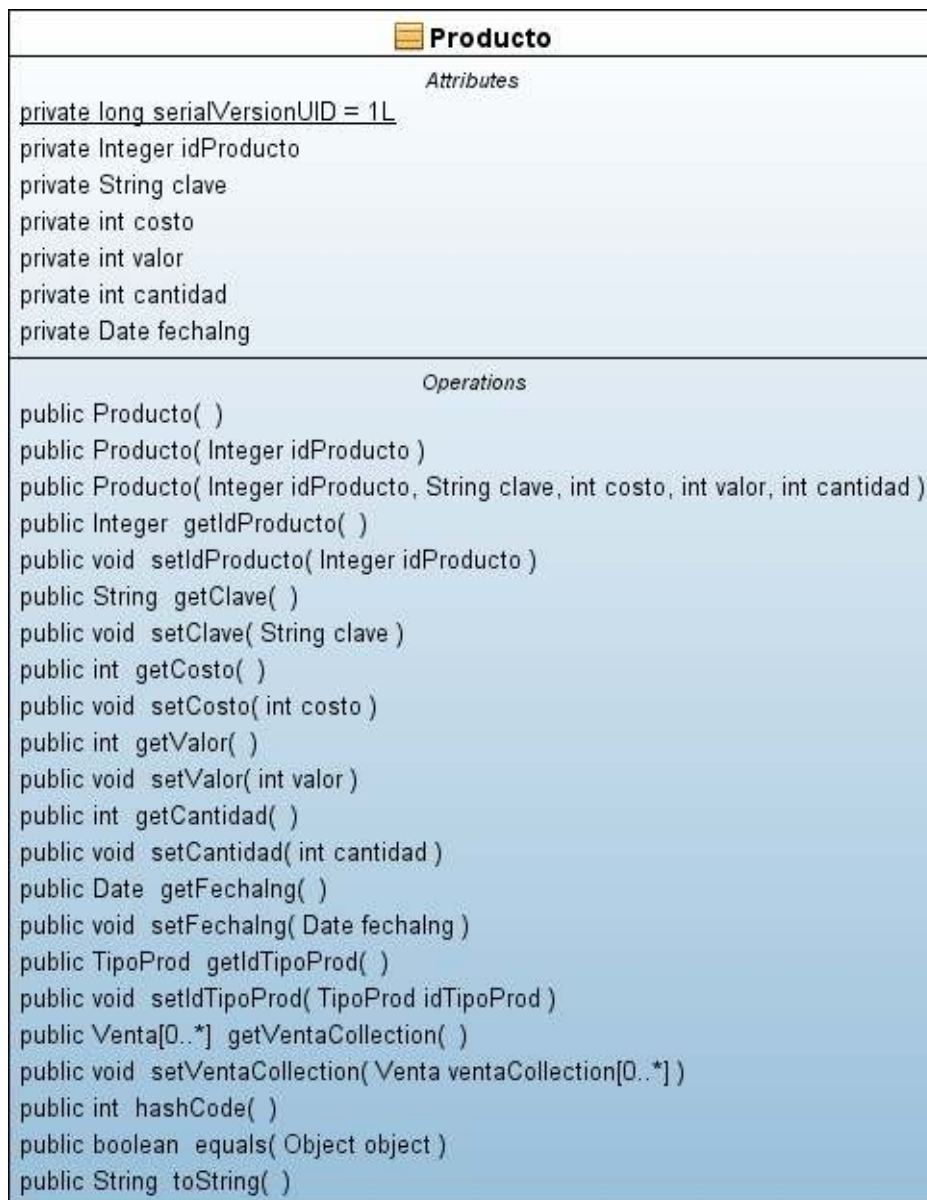 Producto
Attributes
private long serialVersionUID = 1L
private Integer idProducto
private String clave
private int costo
private int valor
private int cantidad
private Date fechaIng
Operations
public Producto( )
public Producto( Integer idProducto )
public Producto( Integer idProducto, String clave, int costo, int valor, int cantidad )
public Integer getIdProducto( )
public void setIdProducto( Integer idProducto )
public String getClave( )
public void setClave( String clave )
public int getCosto( )
public void setCosto( int costo )
public int getValor( )
public void setValor( int valor )
public int getCantidad( )
public void setCantidad( int cantidad )
public Date getFechaIng( )
public void setFechaIng( Date fechaIng )
public TipoProd getIdTipoProd( )
public void setIdTipoProd( TipoProd idTipoProd )
public Venta[0..*] getVentaCollection( )
public void setVentaCollection( Venta ventaCollection[0..*] )
public int hashCode( )
public boolean equals( Object object )
public String toString( )